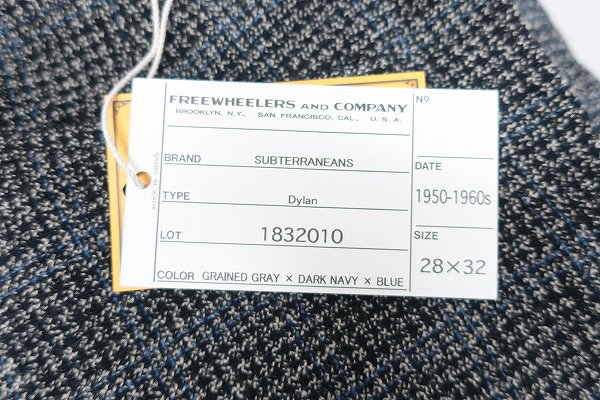 FREEWHEELERS AND COMPANY
BROOKLYN, N.Y., SAN FRANCISCO, CAL., U. S. A.
No
BRAND SUBTERRANEANS
DATE
1950-1960s
TYPE Dylan
LOT 1832010
SIZE
28×32
COLOR GRAINED GRAY × DARK NAVY × BLUE